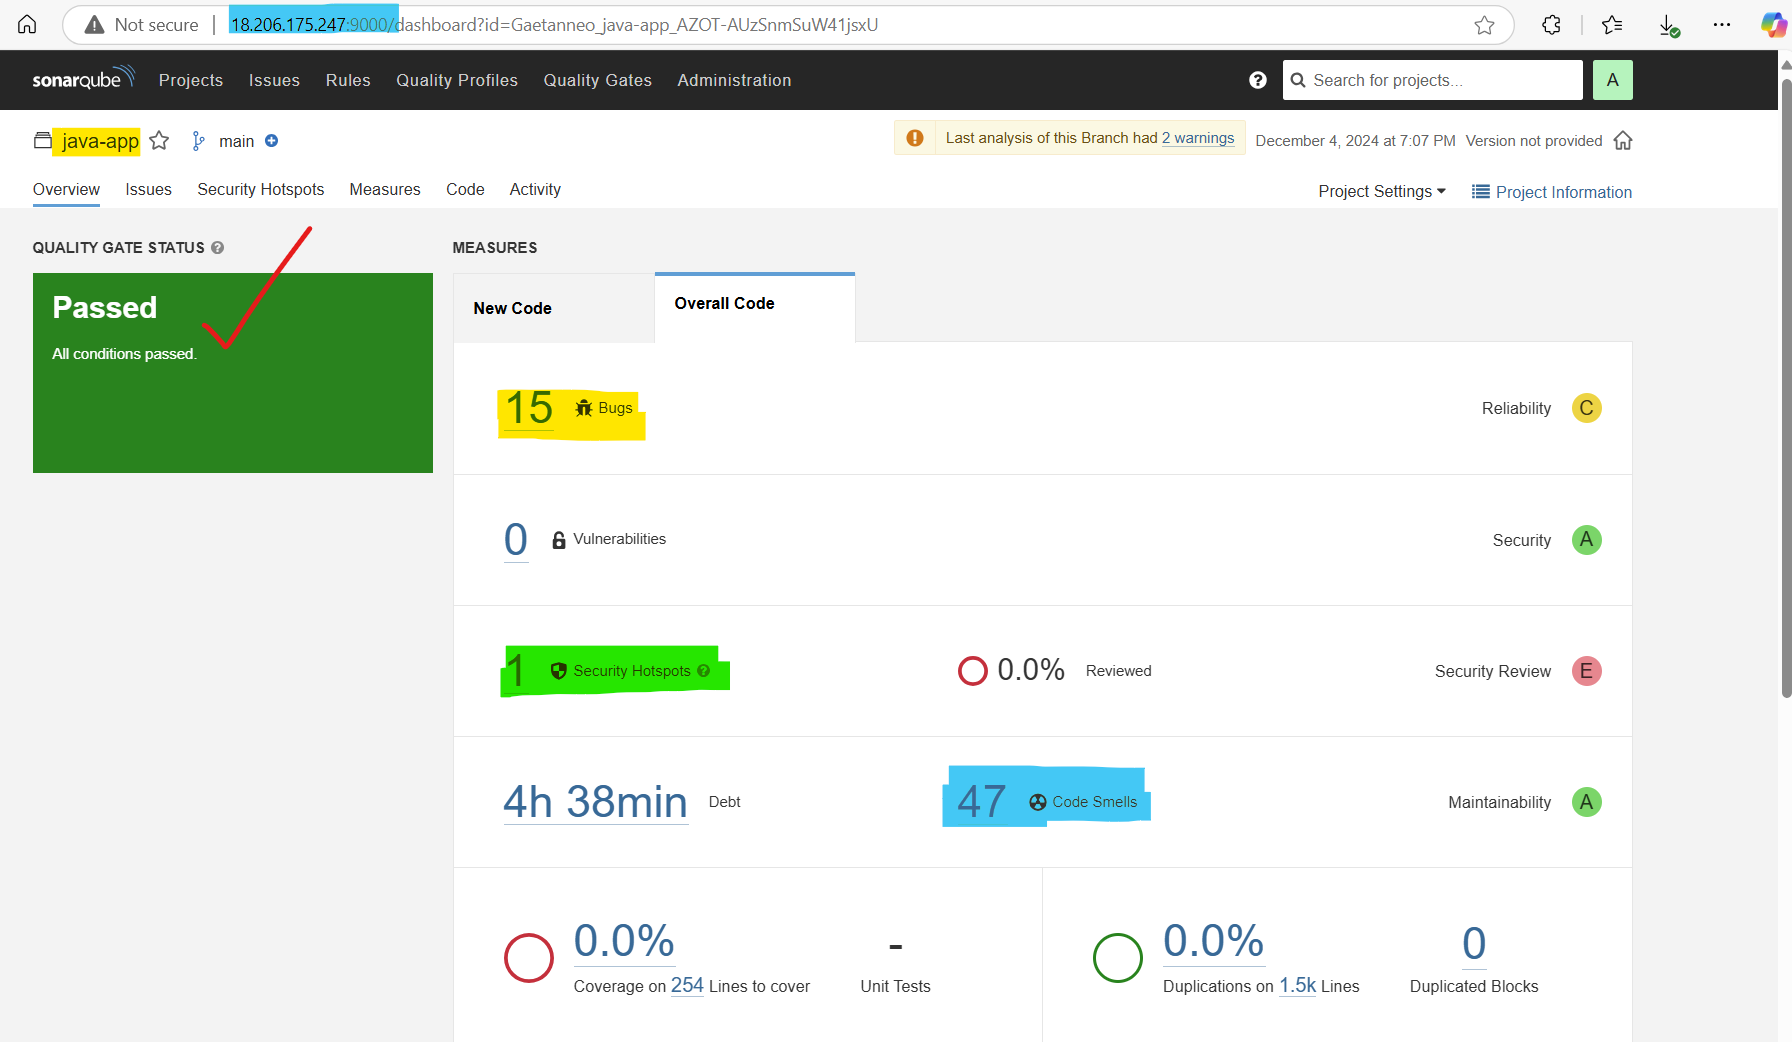 Not secure | 18.206.175.247:9000/dashboard?id=Gaetanneo_java-app_AZOT-AUzSnmSuW41jsxU
sonarqube Projects Issues Rules Quality Profiles Quality Gates Administration ? Search for projects... A
java-app main Last analysis of this Branch had 2 warnings December 4, 2024 at 7:07 PM Version not provided
Overview Issues Security Hotspots Measures Code Activity Project Settings Project Information
QUALITY GATE STATUS ?
Passed
All conditions passed.
MEASURES
New Code Overall Code
15 Bugs Reliability C
0 Vulnerabilities Security A
1 Security Hotspots ? 0.0% Reviewed Security Review E
4h 38min Debt 47 Code Smells Maintainability A
0.0% - 0.0% 0
Coverage on 254 Lines to cover Unit Tests Duplications on 1.5k Lines Duplicated Blocks